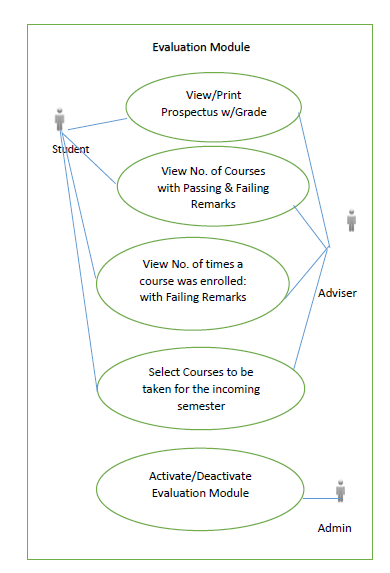 Evaluation Module
View/Print
Prospectus w/Grade
Student
View No. of Courses
with Passing & Failing
Remarks
View No. of times a
course was enrolled:
with Failing Remarks
Adviser
Select Courses to be
taken for the incoming
semester
Activate/Deactivate
Evaluation Module
Admin